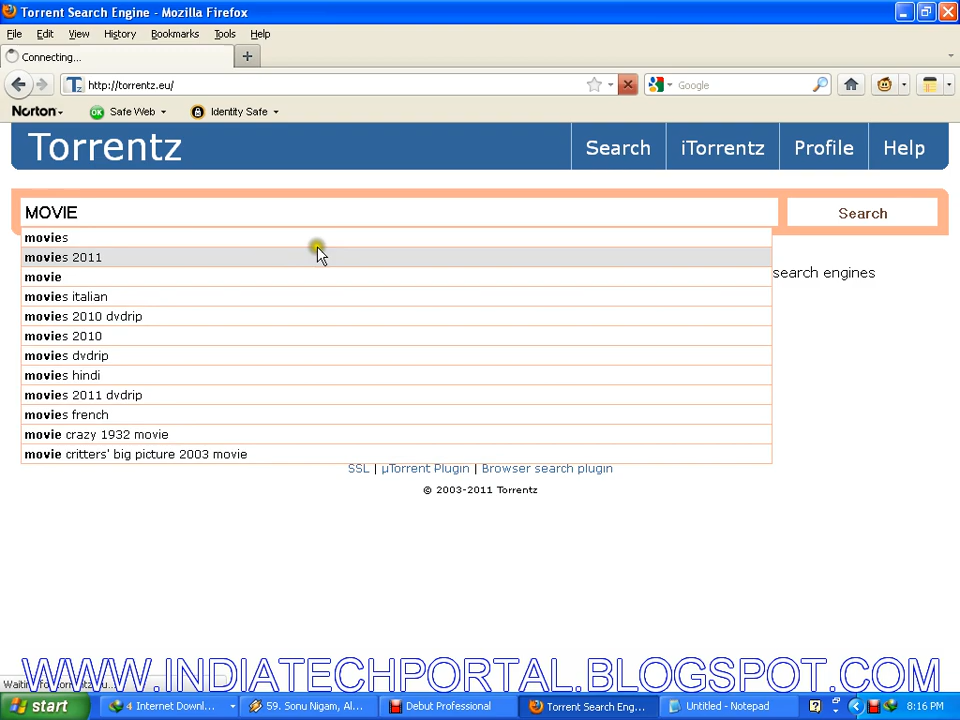 Torrent Search Engine - Mozilla Firefox
File Edit View History Bookmarks Tools Help
Connecting...
http://torrentz.eu/ Google
Norton Safe Web Identity Safe
Torrentz Search iTorrentz Profile Help
MOVIE Search
movies
movies 2011
search engines
movie
movies italian
movies 2010 dvdrip
movies 2010
movies dvdrip
movies hindi
movies 2011 dvdrip
movies french
movie crazy 1932 movie
movie critters' big picture 2003 movie
SSL | µTorrent Plugin | Browser search plugin
© 2003-2011 Torrentz
WWW.INDIATECHPORTAL.BLOGSPOT.COM
start 4 Internet Downl... 59. Sonu Nigam, Al... Debut Professional Torrent Search Eng... Untitled - Notepad 8:16 PM